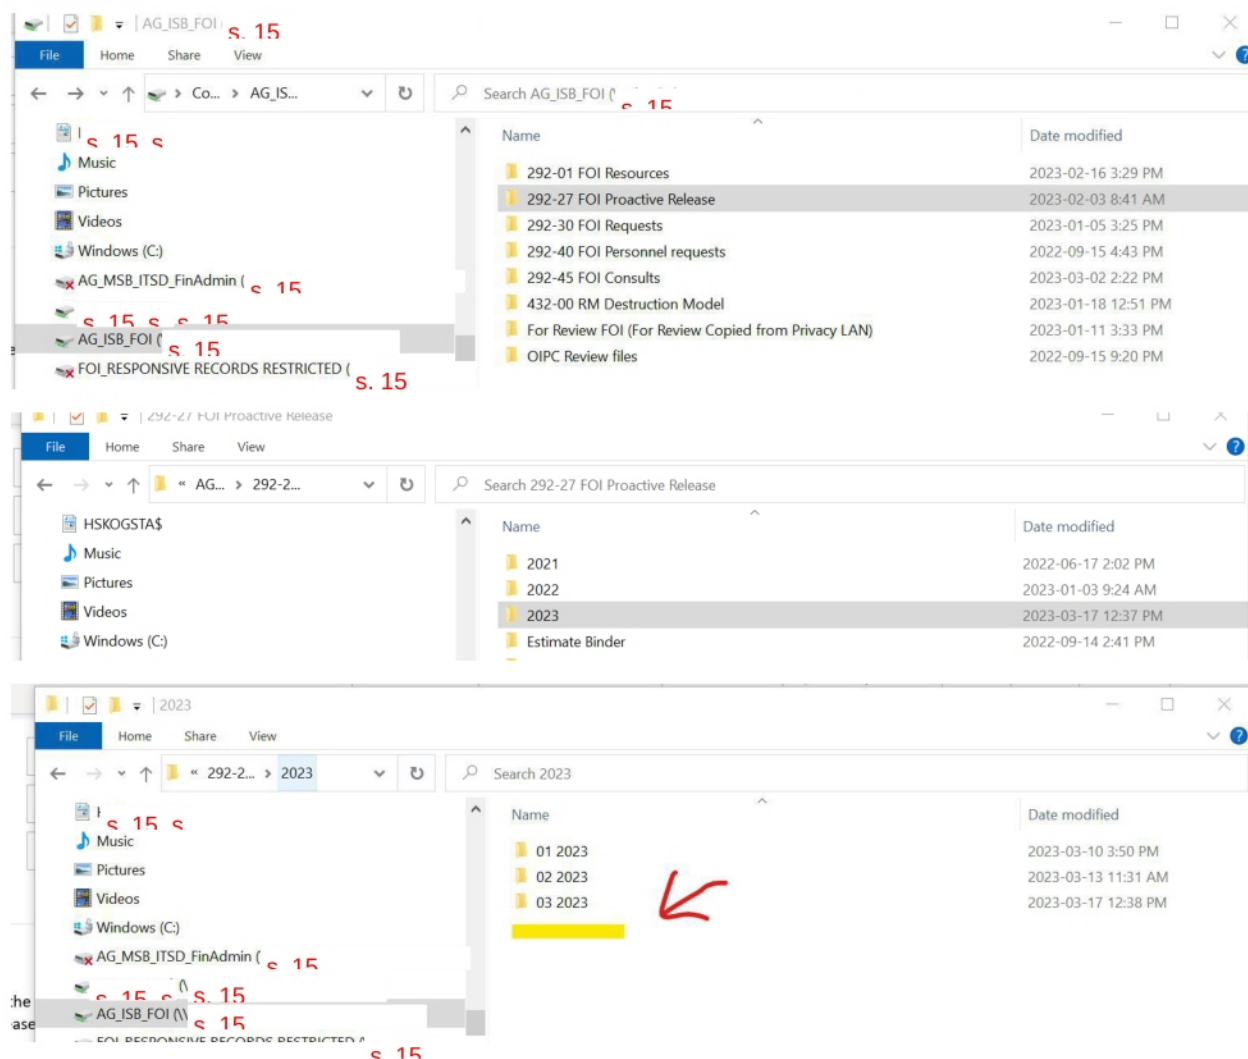 AG_ISB_FOI s. 15
File Home Share View
Co... AG_IS... Search AG_ISB_FOI (\ s. 15
s. 15 s Name Date modified
Music
Pictures 292-01 FOI Resources 2023-02-16 3:29 PM
Videos 292-27 FOI Proactive Release 2023-02-03 8:41 AM
Windows (C:) 292-30 FOI Requests 2023-01-05 3:25 PM
AG_MSB_ITSD_FinAdmin ( s. 15 292-40 FOI Personnel requests 2022-09-15 4:43 PM
s. 15 s s. 15 292-45 FOI Consults 2023-03-02 2:22 PM
AG_ISB_FOI (\ s. 15 432-00 RM Destruction Model 2023-01-18 12:51 PM
FOI_RESPONSIVE RECORDS RESTRICTED ( s. 15 For Review FOI (For Review Copied from Privacy LAN) 2023-01-11 3:33 PM
OIPC Review files 2022-09-15 9:20 PM
292-27 FOI Proactive Release
File Home Share View
« AG... 292-2... Search 292-27 FOI Proactive Release
HSKOGSTA$ Name Date modified
Music 2021 2022-06-17 2:02 PM
Pictures 2022 2023-01-03 9:24 AM
Videos 2023 2023-03-17 12:37 PM
Windows (C:) Estimate Binder 2022-09-14 2:41 PM
2023
File Home Share View
« 292-2... 2023 Search 2023
s. 15 s Name Date modified
Music 01 2023 2023-03-10 3:50 PM
Pictures 02 2023 2023-03-13 11:31 AM
Videos 03 2023 2023-03-17 12:38 PM
Windows (C:)
AG_MSB_ITSD_FinAdmin ( s. 15
s. 15 s (\ s. 15
AG_ISB_FOI (\\ s. 15
FOI_RESPONSIVE RECORDS RESTRICTED (\ s. 15